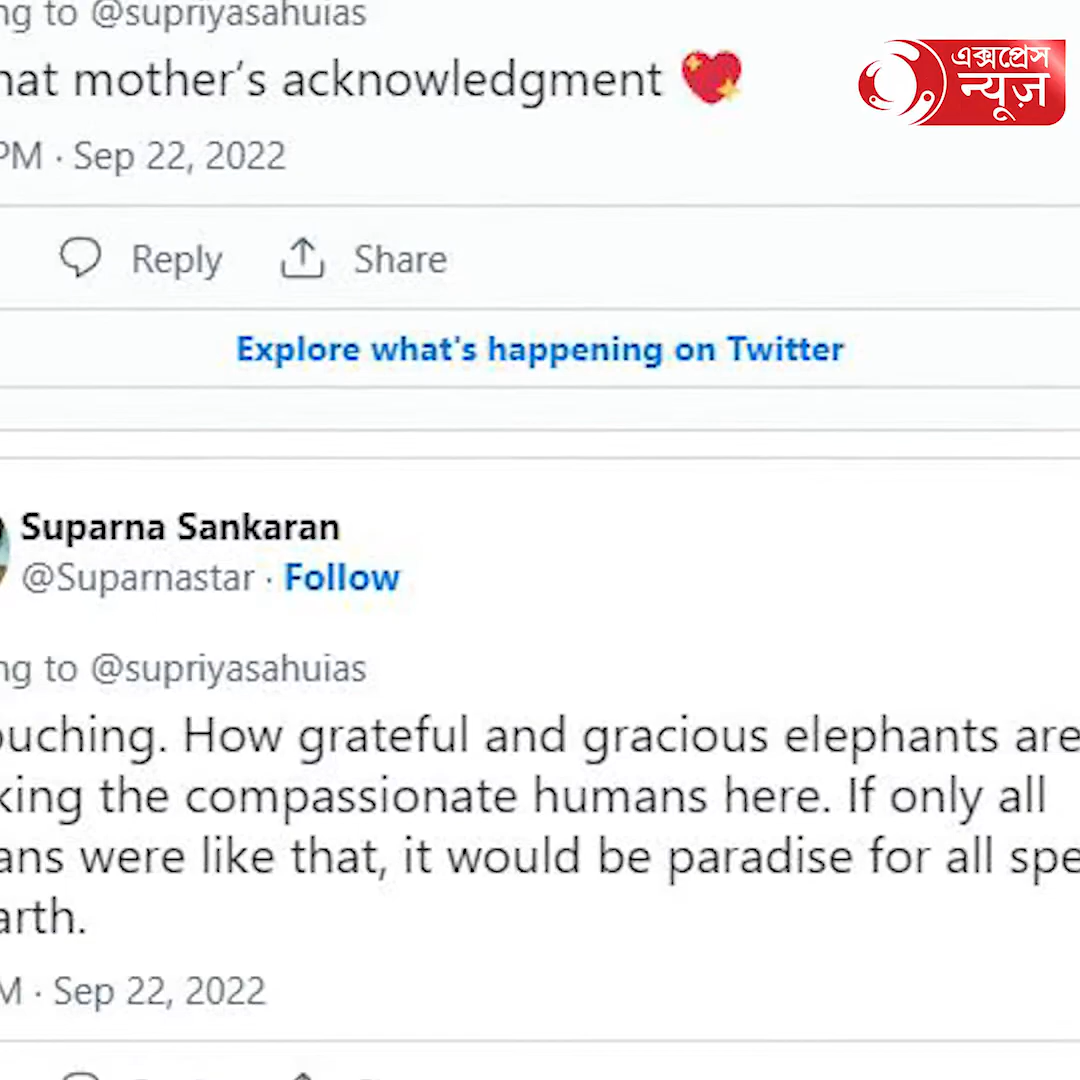 ng to @supriyasahuias
hat mother's acknowledgment 💖
PM · Sep 22, 2022
Reply Share
Explore what's happening on Twitter
Suparna Sankaran
@Suparnastar · Follow
ng to @supriyasahuias
ouching. How grateful and gracious elephants are
king the compassionate humans here. If only all
ans were like that, it would be paradise for all spe
arth.
M · Sep 22, 2022
এক্সপ্রেস
ন্যূজ়